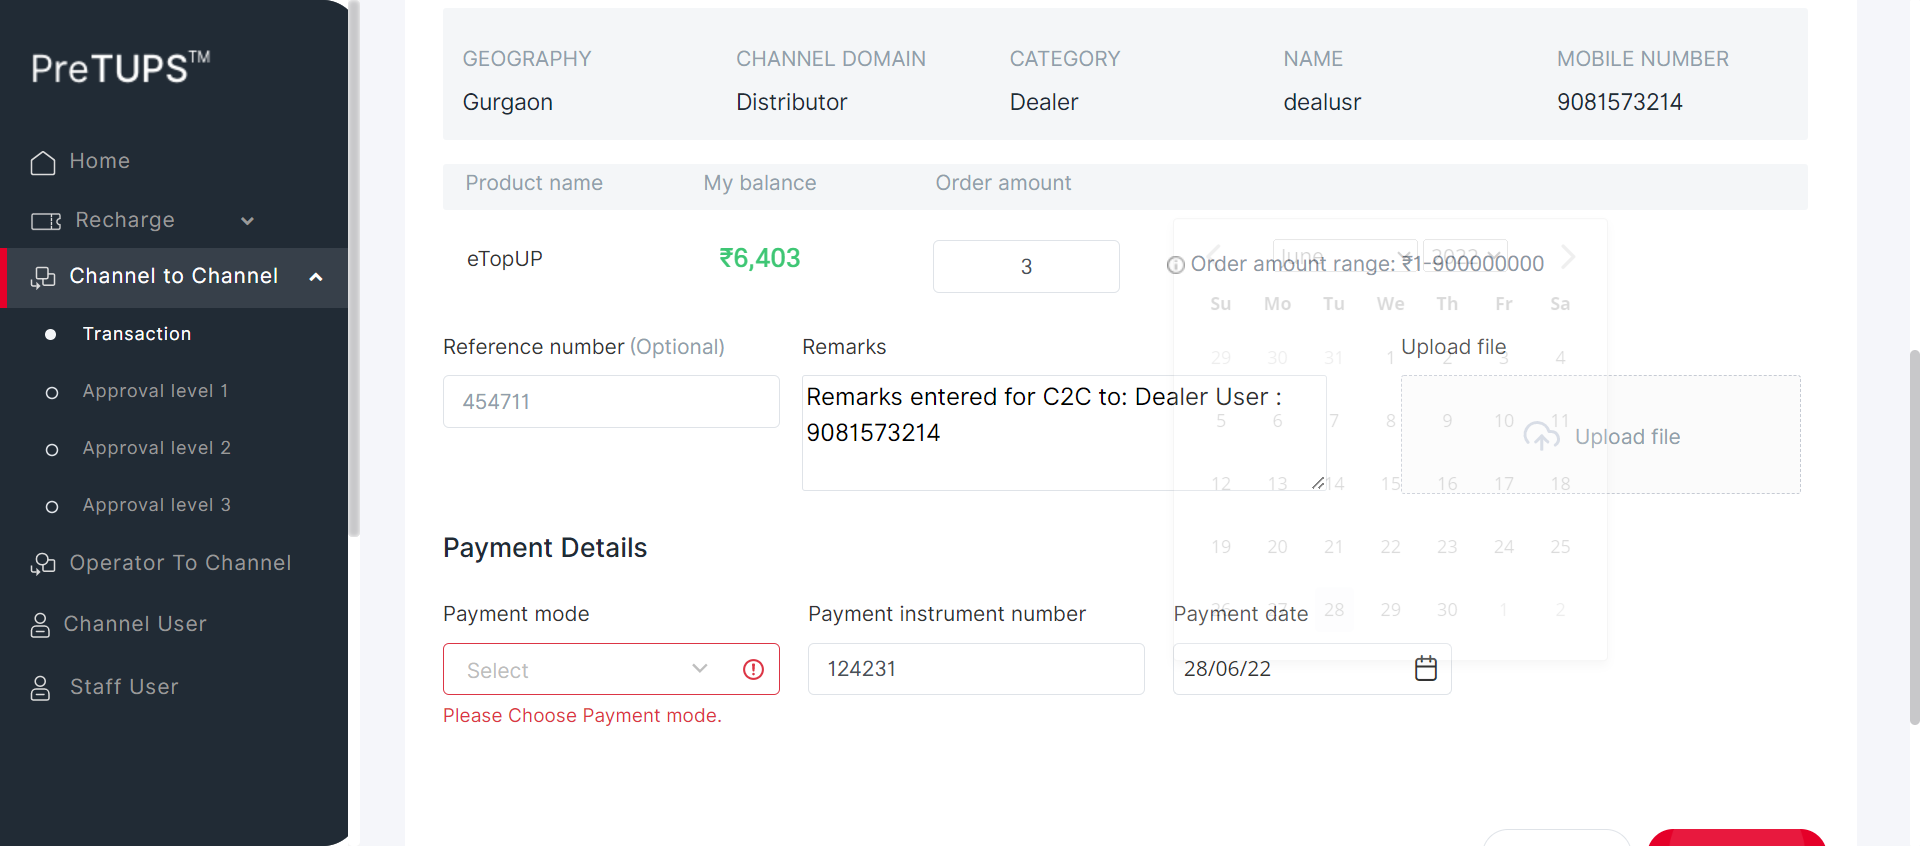 PreTUPS™
Home
Recharge
Channel to Channel
Transaction
Approval level 1
Approval level 2
Approval level 3
Operator To Channel
Channel User
Staff User
GEOGRAPHY CHANNEL DOMAIN CATEGORY NAME MOBILE NUMBER
Gurgaon Distributor Dealer dealusr 9081573214
Product name My balance Order amount
eTopUP ₹6,403 3 Order amount range: ₹1-900000000
June 2022
Su Mo Tu We Th Fr Sa
29 30 31 1 2 3 4
5 6 7 8 9 10 11
12 13 14 15 16 17 18
19 20 21 22 23 24 25
26 27 28 29 30 1 2
Reference number (Optional) Remarks Upload file
454711
Remarks entered for C2C to: Dealer User :
9081573214
Upload file
Payment Details
Payment mode Payment instrument number Payment date
Select 124231 28/06/22
Please Choose Payment mode.